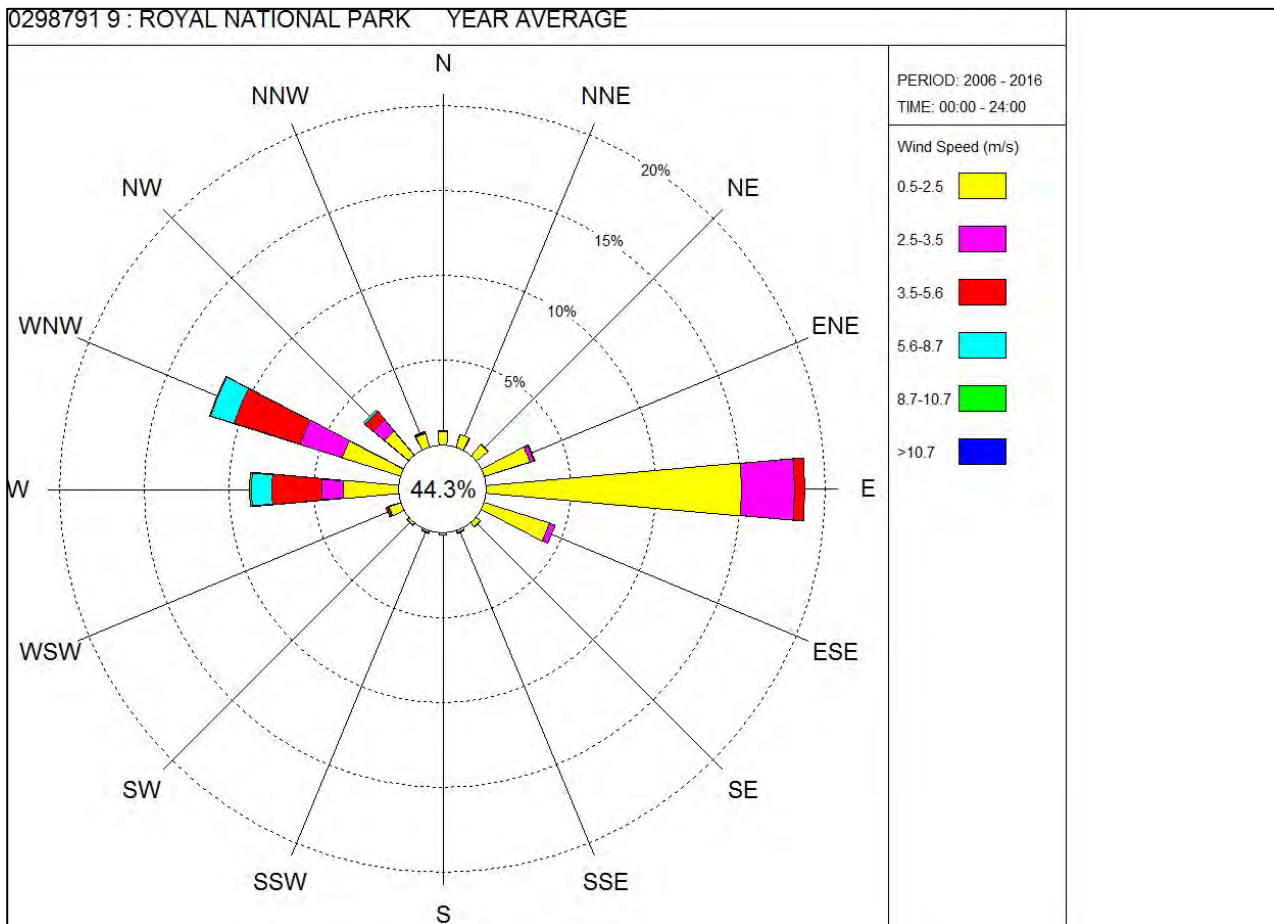 0298791 9 : ROYAL NATIONAL PARK YEAR AVERAGE
PERIOD: 2006 - 2016
TIME: 00:00 - 24:00
Wind Speed (m/s)
0.5-2.5
2.5-3.5
3.5-5.6
5.6-8.7
8.7-10.7
>10.7
N
NNE
NE
ENE
E
ESE
SE
SSE
S
SSW
SW
WSW
W
WNW
NW
NNW
20%
15%
10%
5%
44.3%